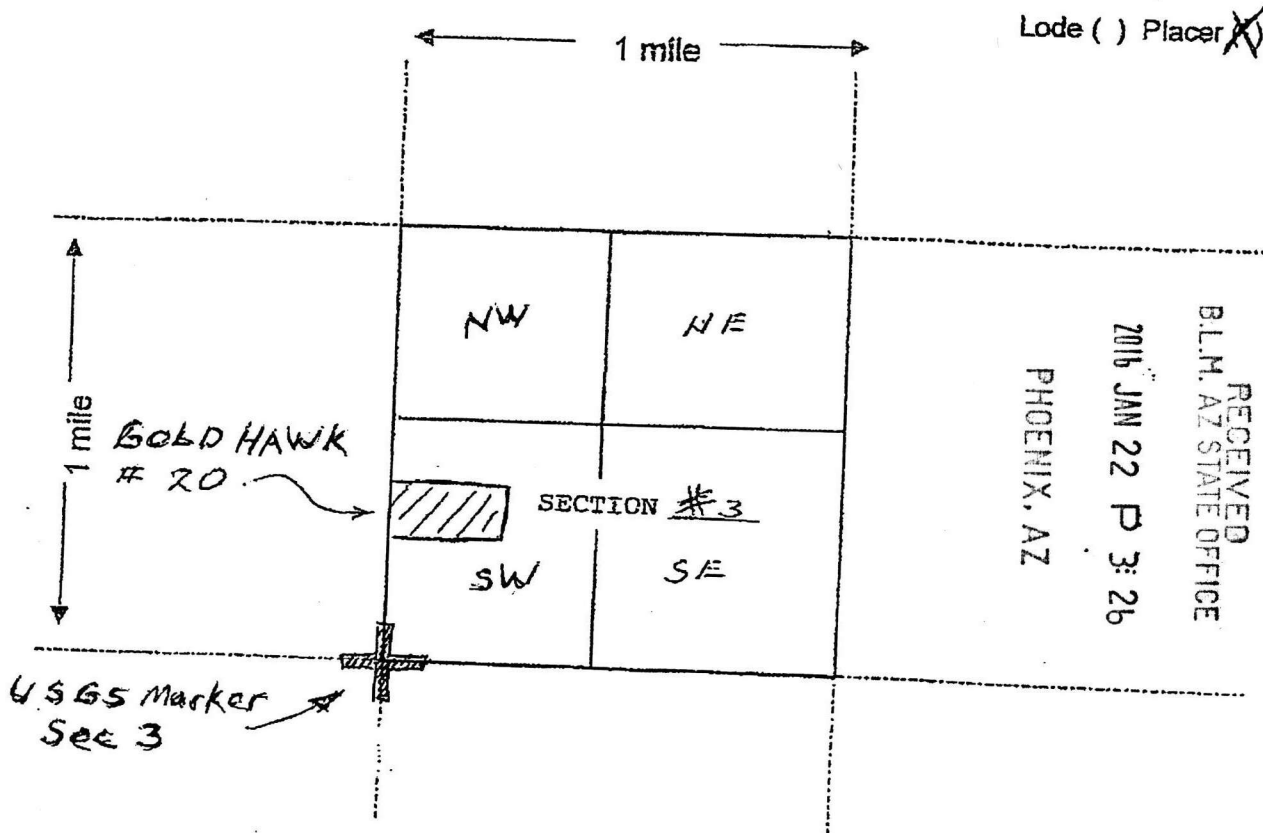 Lode ( ) Placer (X)
1 mile
1 mile
NW
NE
GOLD HAWK
# 20
SECTION #3
SW
SE
USGS Marker
Sec 3
RECEIVED
B.L.M. AZ STATE OFFICE
2016 JAN 22 P 3:26
PHOENIX, AZ